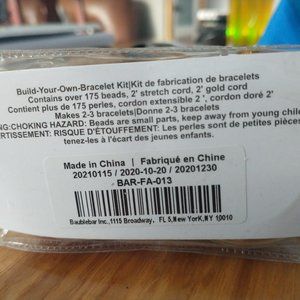 Build-Your-Own-Bracelet Kit|Kit de fabrication de bracelets
Contains over 175 beads, 2' stretch cord, 2' gold cord
Contient plus de 175 perles, cordon extensible 2 ', cordon doré 2'
Makes 2-3 bracelets|Donne 2-3 bracelets
NG:CHOKING HAZARD: Beads are small parts, keep away from young chile
ERTISSEMENT: RISQUE D'ÉTOUFFEMENT: Les perles sont de petites pièces
tenez-les à l'écart des jeunes enfants.
Made in China | Fabriqué en Chine
20210115 / 2020-10-20 / 20201230
BAR-FA-013
Baublebar Inc.,1115 Broadway, FL 5,New York,NY 10010